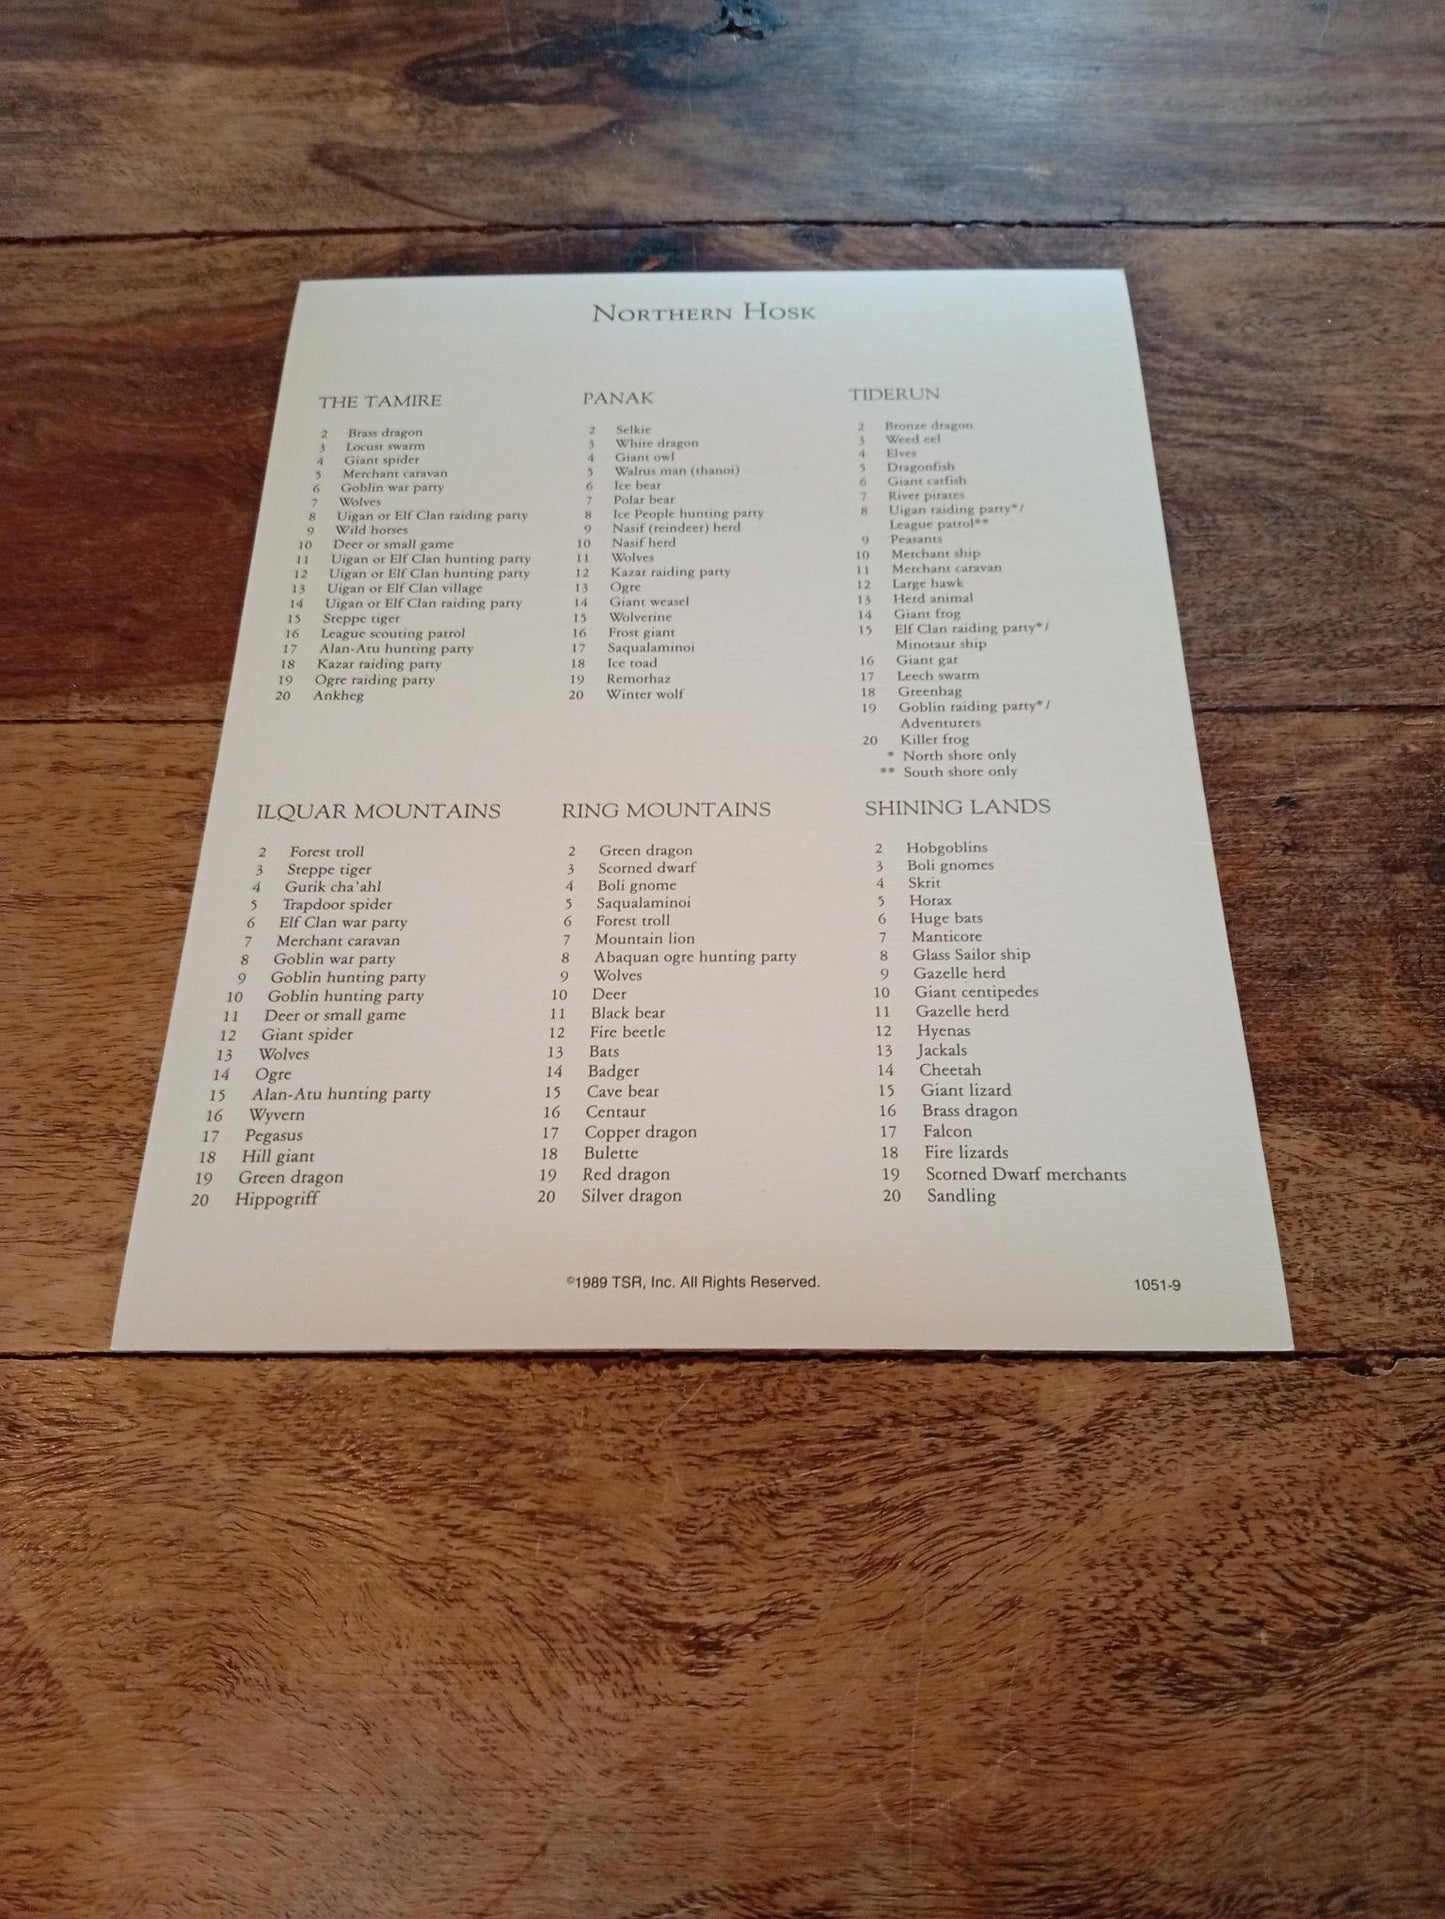 Northern Hosk
THE TAMIRE
2 Brass dragon
3 Locust swarm
4 Giant spider
5 Merchant caravan
6 Goblin war party
7 Wolves
8 Uigan or Elf Clan raiding party
9 Wild horses
10 Deer or small game
11 Uigan or Elf Clan hunting party
12 Uigan or Elf Clan hunting party
13 Uigan or Elf Clan village
14 Uigan or Elf Clan raiding party
15 Steppe tiger
16 League scouting patrol
17 Alan-Atu hunting party
18 Kazar raiding party
19 Ogre raiding party
20 Ankheg
PANAK
2 Selkie
3 White dragon
4 Giant owl
5 Walrus man (thanoi)
6 Ice bear
7 Polar bear
8 Ice People hunting party
9 Nasif (reindeer) herd
10 Nasif herd
11 Wolves
12 Kazar raiding party
13 Ogre
14 Giant weasel
15 Wolverine
16 Frost giant
17 Saqualaminoi
18 Ice toad
19 Remorhaz
20 Winter wolf
TIDERUN
2 Bronze dragon
3 Weed eel
4 Elves
5 Dragonfish
6 Giant catfish
7 River pirates
8 Uigan raiding party*/
League patrol**
9 Peasants
10 Merchant ship
11 Merchant caravan
12 Large hawk
13 Herd animal
14 Giant frog
15 Elf Clan raiding party*/
Minotaur ship
16 Giant gar
17 Leech swarm
18 Greenhag
19 Goblin raiding party*/
Adventurers
20 Killer frog
* North shore only
** South shore only
ILQUAR MOUNTAINS
2 Forest troll
3 Steppe tiger
4 Gurik cha'ahl
5 Trapdoor spider
6 Elf Clan war party
7 Merchant caravan
8 Goblin war party
9 Goblin hunting party
10 Goblin hunting party
11 Deer or small game
12 Giant spider
13 Wolves
14 Ogre
15 Alan-Atu hunting party
16 Wyvern
17 Pegasus
18 Hill giant
19 Green dragon
20 Hippogriff
RING MOUNTAINS
2 Green dragon
3 Scorned dwarf
4 Boli gnome
5 Saqualaminoi
6 Forest troll
7 Mountain lion
8 Abaquan ogre hunting party
9 Wolves
10 Deer
11 Black bear
12 Fire beetle
13 Bats
14 Badger
15 Cave bear
16 Centaur
17 Copper dragon
18 Bulette
19 Red dragon
20 Silver dragon
SHINING LANDS
2 Hobgoblins
3 Boli gnomes
4 Skrit
5 Horax
6 Huge bats
7 Manticore
8 Glass Sailor ship
9 Gazelle herd
10 Giant centipedes
11 Gazelle herd
12 Hyenas
13 Jackals
14 Cheetah
15 Giant lizard
16 Brass dragon
17 Falcon
18 Fire lizards
19 Scorned Dwarf merchants
20 Sandling
©1989 TSR, Inc. All Rights Reserved.
1051-9